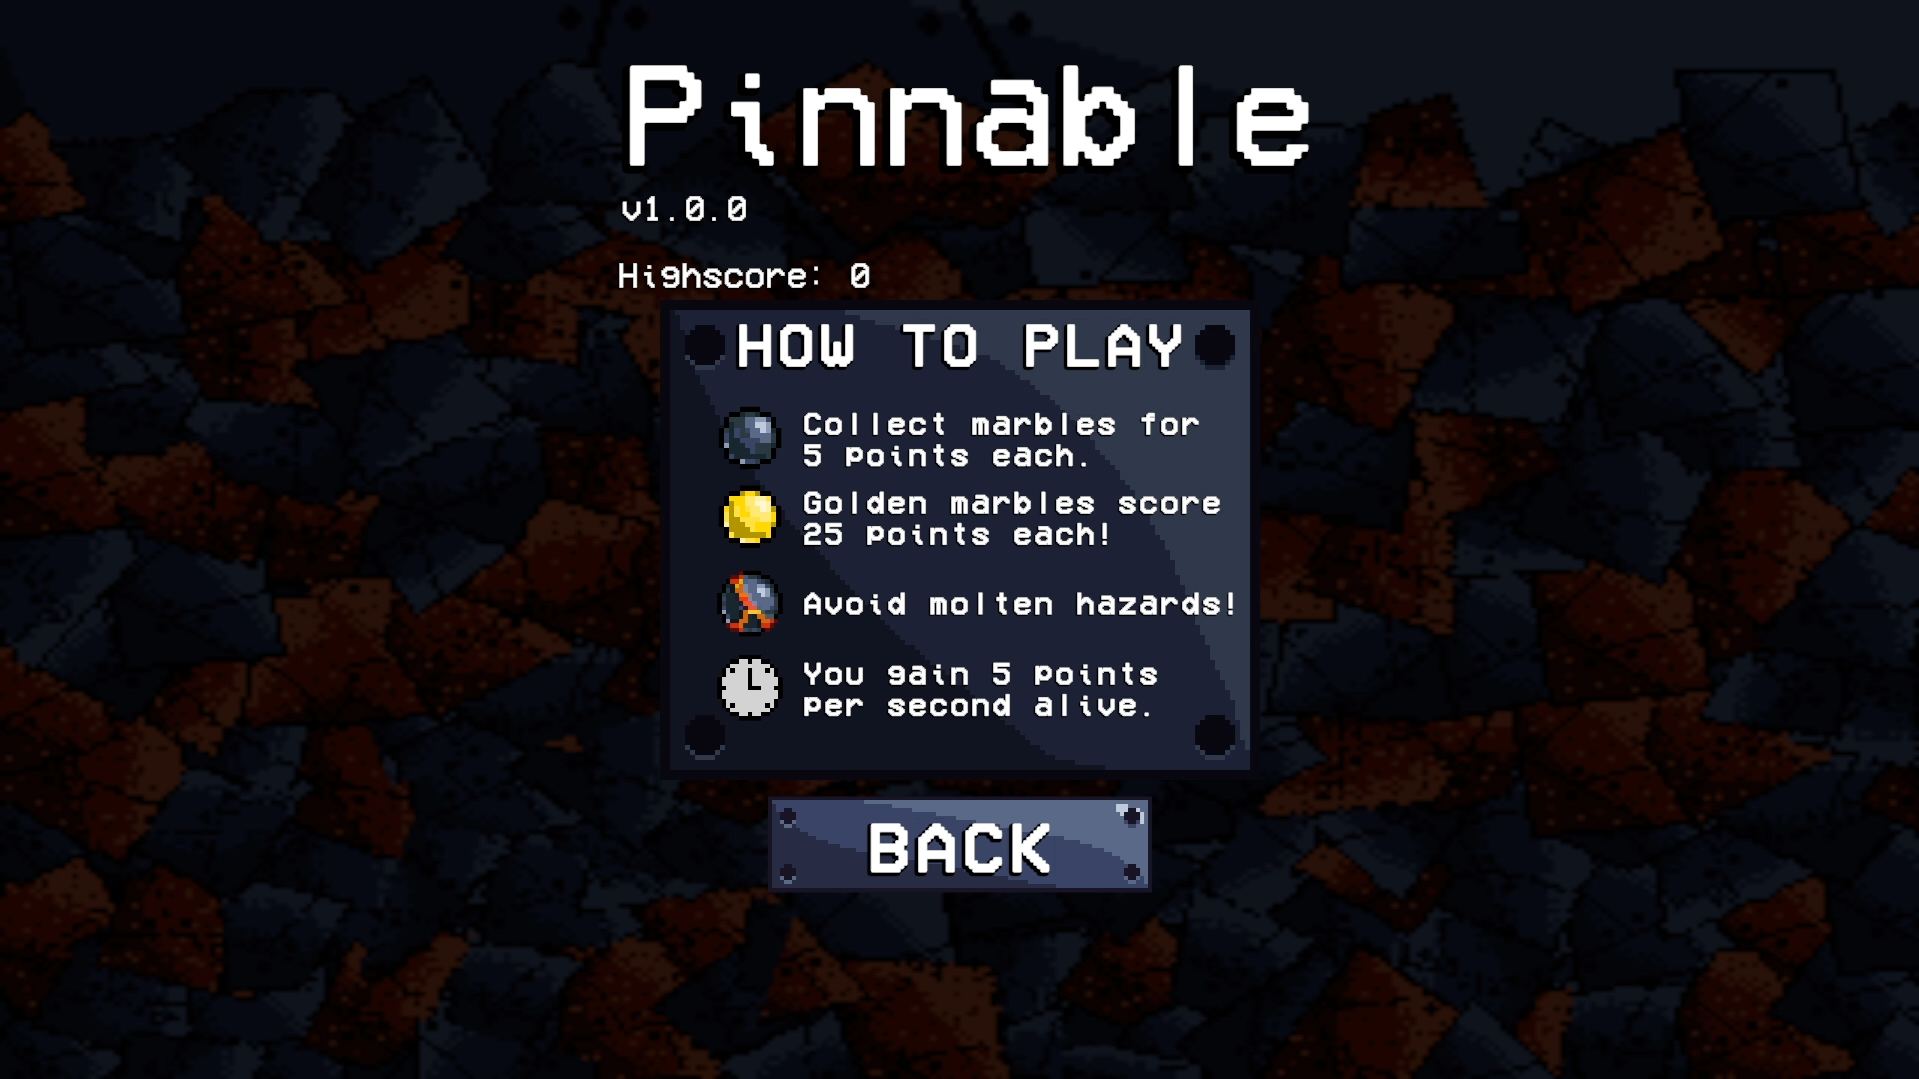 Pinnable
v1.0.0
Highscore: 0
HOW TO PLAY
Collect marbles for
5 points each.
Golden marbles score
25 points each!
Avoid molten hazards!
You gain 5 points
per second alive.
BACK